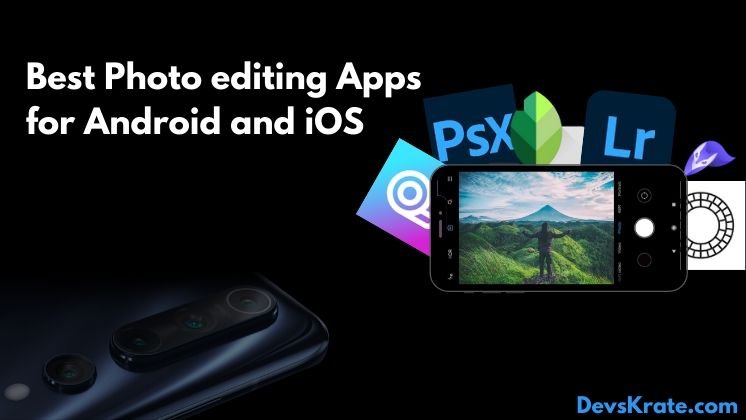 Best Photo editing Apps
for Android and iOS
PsX
Lr
DevsKrate.com